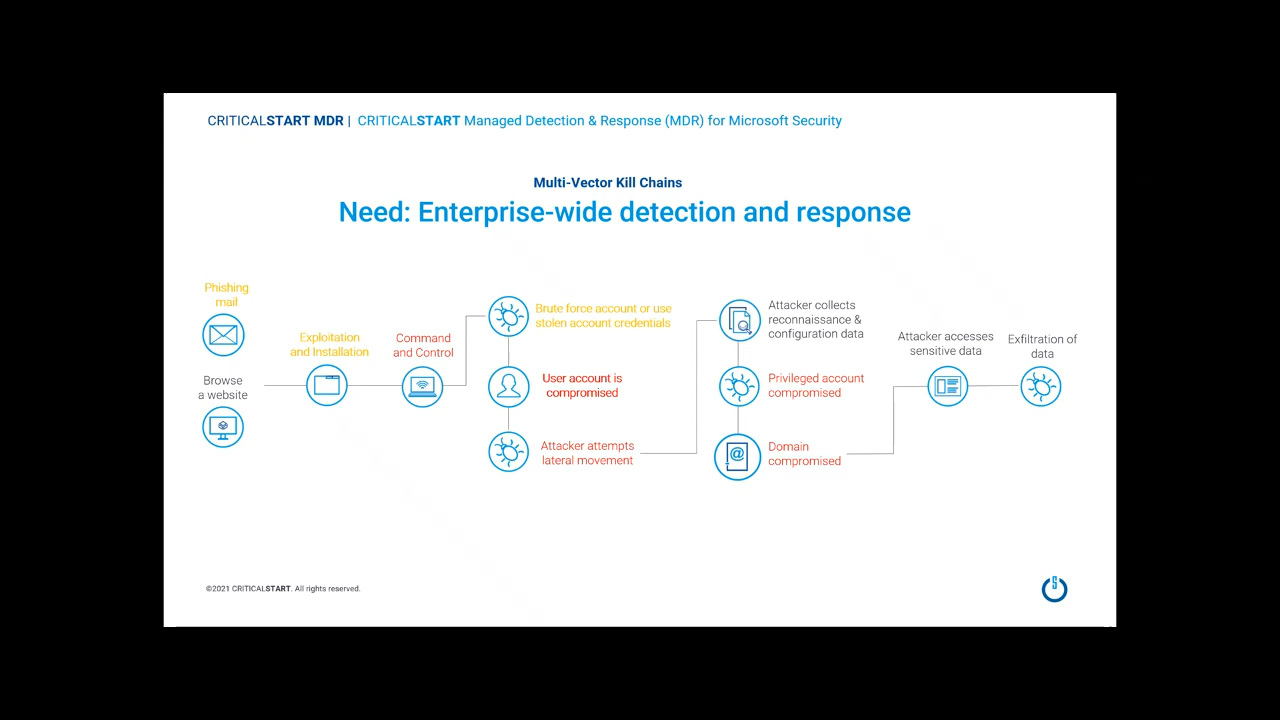 CRITICALSTART MDR | CRITICALSTART Managed Detection & Response (MDR) for Microsoft Security
Multi-Vector Kill Chains
Need: Enterprise-wide detection and response
Phishing
mail
Browse
a website
Exploitation
and Installation
Command
and Control
Brute force account or use
stolen account credentials
User account is
compromised
Attacker attempts
lateral movement
Attacker collects
reconnaissance &
configuration data
Privileged account
compromised
@
Domain
compromised
Attacker accesses
sensitive data
Exfiltration of
data
©2021 CRITICALSTART. All rights reserved.
S